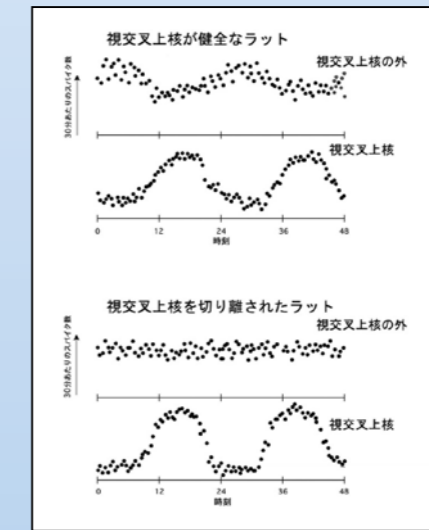 視交叉上核が健全なラット
視交叉上核の外
30分あたりのスパイク数
視交叉上核
0 12 24 36 48
時刻
視交叉上核を切り離されたラット
視交叉上核の外
30分あたりのスパイク数
視交叉上核
0 12 24 36 48
時刻